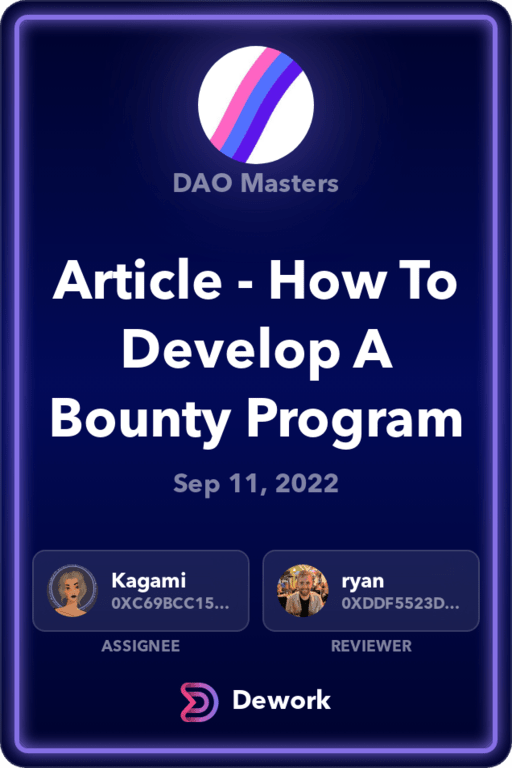 DAO Masters
Article - How To
Develop A
Bounty Program
Sep 11, 2022
Kagami
0XC69BCC15...
ryan
0XDDF5523D...
ASSIGNEE
REVIEWER
Dework